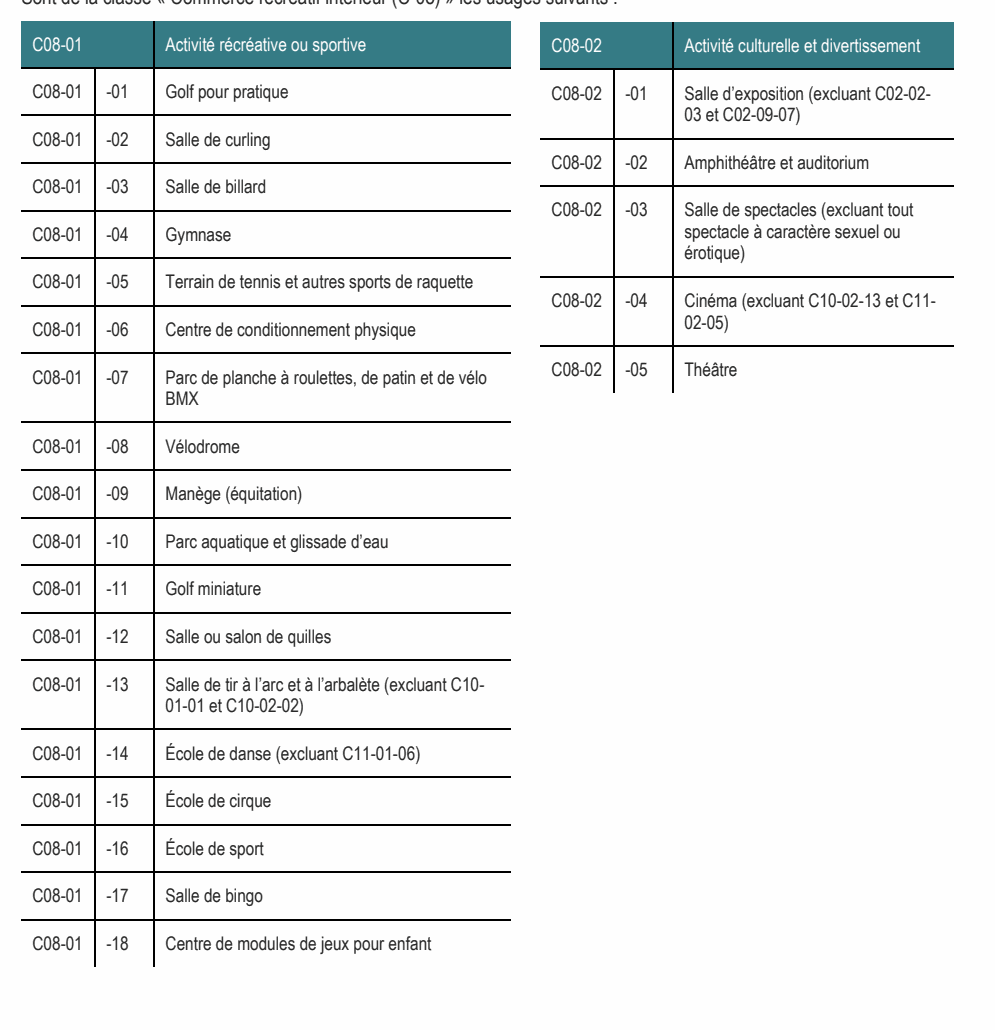 Sont de la classe « Commerce récréatif intérieur (C-08) » les usages suivants :
C08-01 Activité récréative ou sportive
C08-01 -01 Golf pour pratique
C08-01 -02 Salle de curling
C08-01 -03 Salle de billard
C08-01 -04 Gymnase
C08-01 -05 Terrain de tennis et autres sports de raquette
C08-01 -06 Centre de conditionnement physique
C08-01 -07 Parc de planche à roulettes, de patin et de vélo
BMX
C08-01 -08 Vélodrome
C08-01 -09 Manège (équitation)
C08-01 -10 Parc aquatique et glissade d'eau
C08-01 -11 Golf miniature
C08-01 -12 Salle ou salon de quilles
C08-01 -13 Salle de tir à l'arc et à l'arbalète (excluant C10-
01-01 et C10-02-02)
C08-01 -14 École de danse (excluant C11-01-06)
C08-01 -15 École de cirque
C08-01 -16 École de sport
C08-01 -17 Salle de bingo
C08-01 -18 Centre de modules de jeux pour enfant
C08-02 Activité culturelle et divertissement
C08-02 -01 Salle d'exposition (excluant C02-02-
03 et C02-09-07)
C08-02 -02 Amphithéâtre et auditorium
C08-02 -03 Salle de spectacles (excluant tout
spectacle à caractère sexuel ou
érotique)
C08-02 -04 Cinéma (excluant C10-02-13 et C11-
02-05)
C08-02 -05 Théâtre